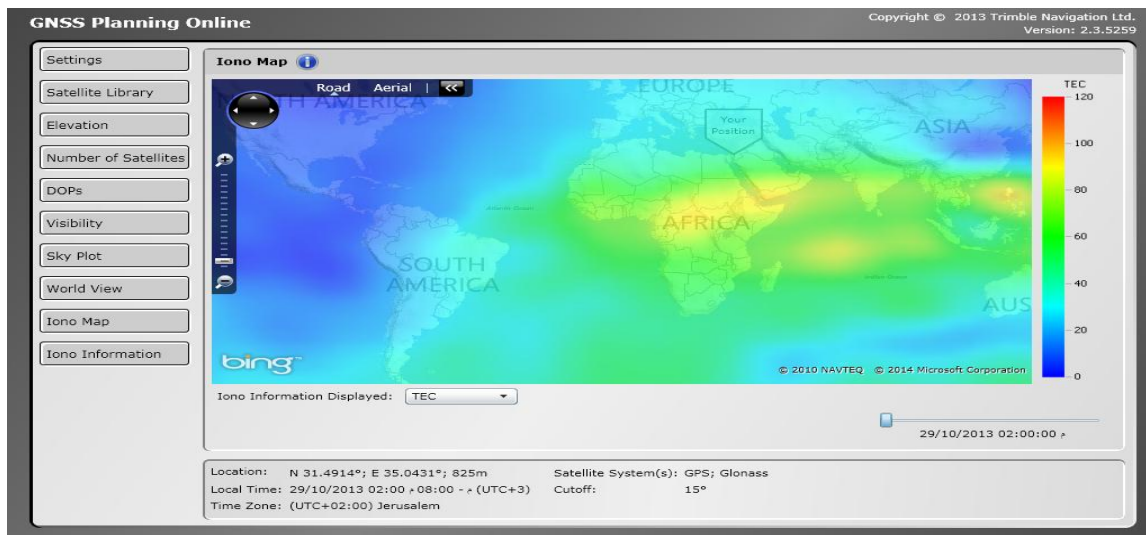 GNSS Planning Online
Copyright © 2013 Trimble Navigation Ltd.
Version: 2.3.5259
Settings
Satellite Library
Elevation
Number of Satellites
DOPs
Visibility
Sky Plot
World View
Iono Map
Iono Information
Iono Map
Road Aerial | <<
NORTH AMERICA
EUROPE
ASIA
Your
Position
Atlantic Ocean
AFRICA
SOUTH
AMERICA
Indian Ocean
AUS
bing
© 2010 NAVTEQ © 2014 Microsoft Corporation
TEC
120
100
80
60
40
20
0
Iono Information Displayed: TEC
29/10/2013 02:00:00 م
Location: N 31.4914°; E 35.0431°; 825m
Satellite System(s): GPS; Glonass
Local Time: 29/10/2013 02:00 م - 08:00 م (UTC+3)
Cutoff: 15°
Time Zone: (UTC+02:00) Jerusalem